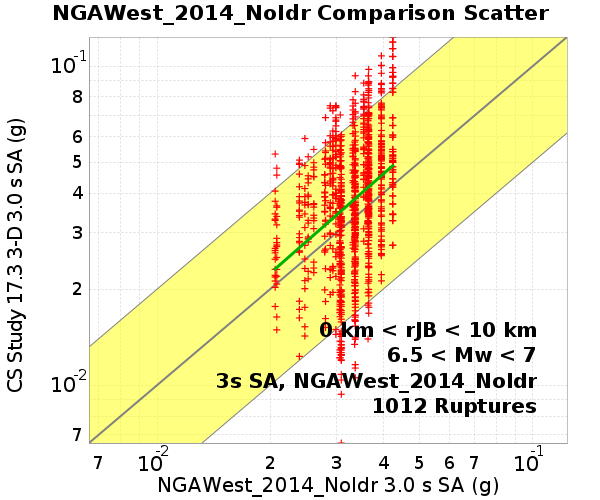 NGAWest_2014_NoIdr Comparison Scatter
CS Study 17.3 3-D 3.0 s SA (g)
10-1
8
6
5
4
3
2
10-2
7
0 km < rJB < 10 km
6.5 < Mw < 7
3s SA, NGAWest_2014_NoIdr
1012 Ruptures
7 10-2 2 3 4 5 6 7 10-1
NGAWest_2014_NoIdr 3.0 s SA (g)